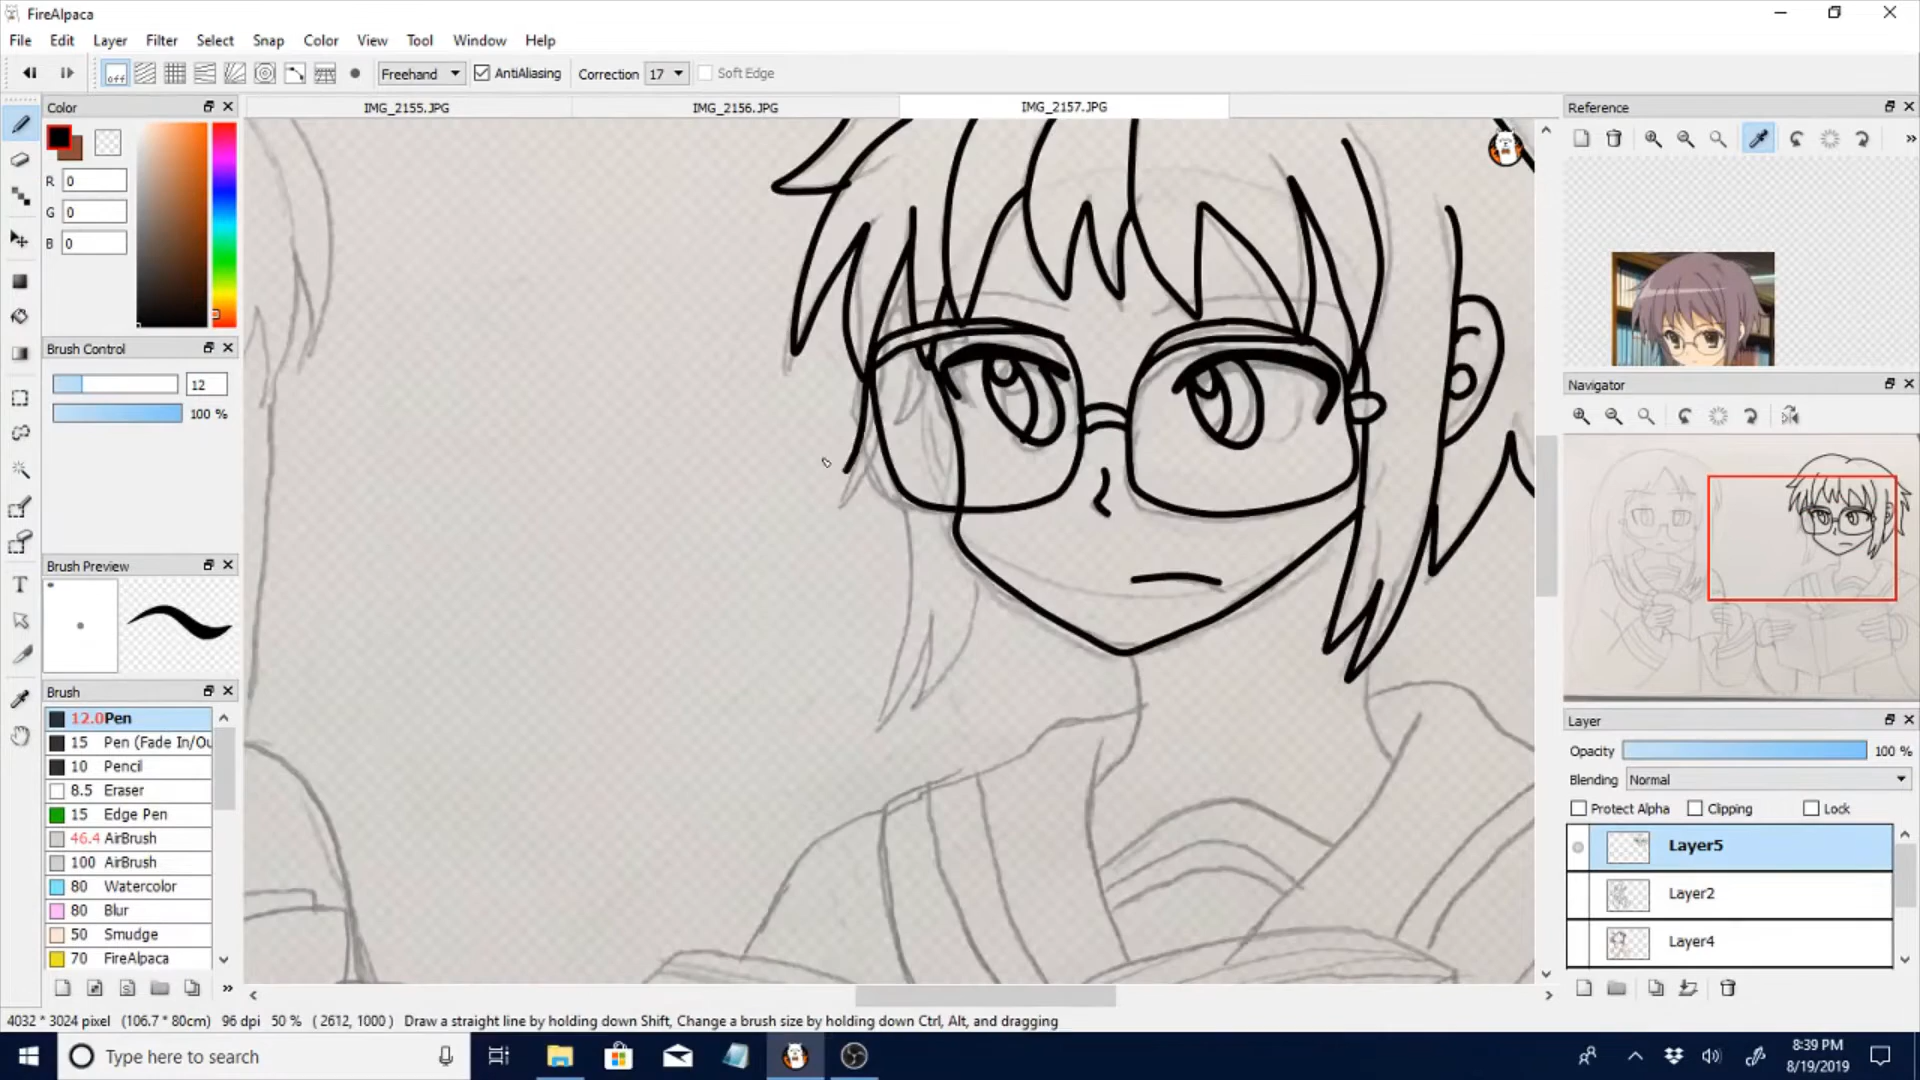 FireAlpaca
File Edit Layer Filter Select Snap Color View Tool Window Help
off Freehand AntiAliasing Correction 17 Soft Edge
Color
IMG_2155.JPG IMG_2156.JPG IMG_2157.JPG
Reference
R 0
G 0
B 0
Brush Control
12
100 %
Navigator
Brush Preview
Brush
12.0 Pen
15 Pen (Fade In/Ou
10 Pencil
8.5 Eraser
15 Edge Pen
46.4 AirBrush
100 AirBrush
80 Watercolor
80 Blur
50 Smudge
70 FireAlpaca
Layer
Opacity 100 %
Blending Normal
Protect Alpha Clipping Lock
Layer5
Layer2
Layer4
4032 * 3024 pixel (106.7 * 80cm) 96 dpi 50 % ( 2612, 1000 ) Draw a straight line by holding down Shift, Change a brush size by holding down Ctrl, Alt, and dragging
Type here to search
8:39 PM
8/19/2019